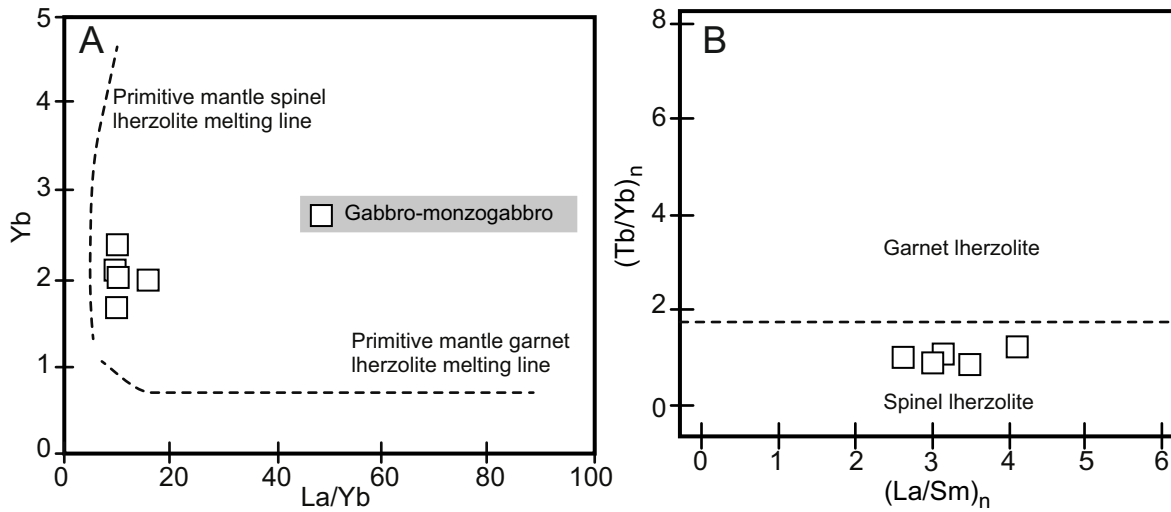 A
5
4
3
2
1
0
Yb
Primitive mantle spinel
lherzolite melting line
Gabbro-monzogabbro
Primitive mantle garnet
lherzolite melting line
0 20 40 60 80 100
La/Yb
B
8
6
4
2
0
(Tb/Yb)n
Garnet lherzolite
Spinel lherzolite
0 1 2 3 4 5 6
(La/Sm)n